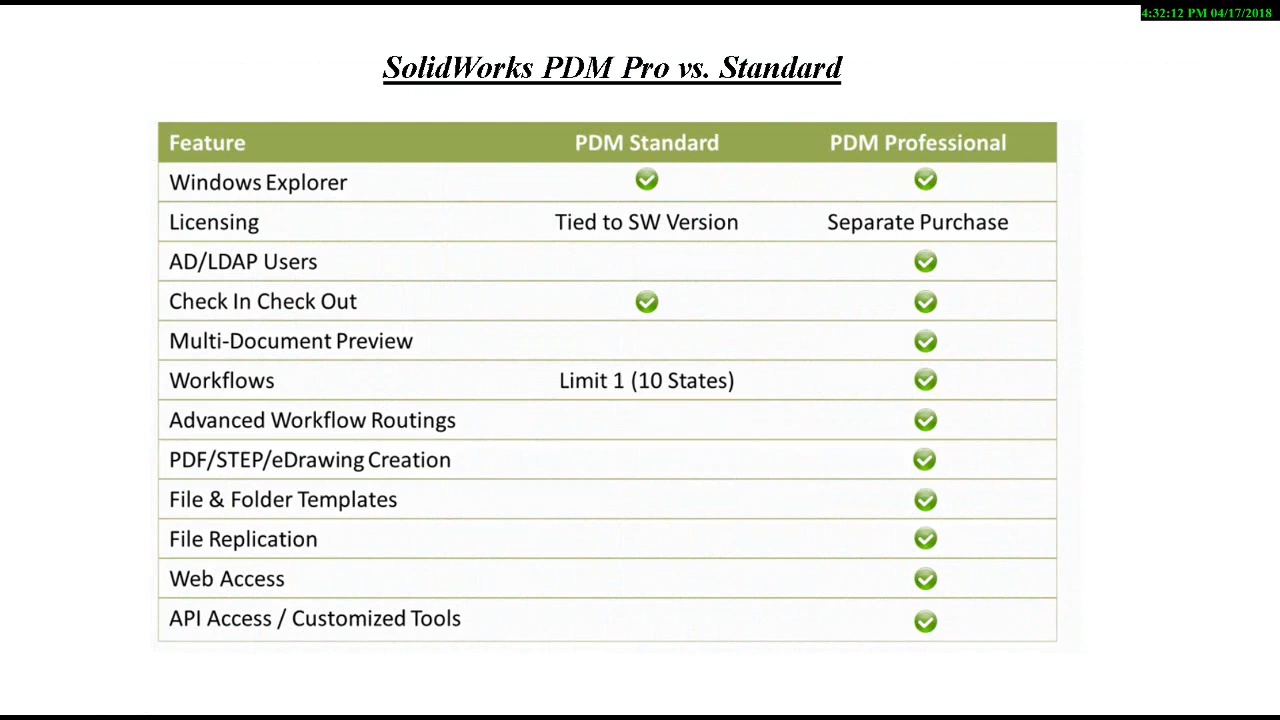 4:32:12 PM 04/17/2018
SolidWorks PDM Pro vs. Standard
Feature PDM Standard PDM Professional
Windows Explorer
Licensing Tied to SW Version Separate Purchase
AD/LDAP Users
Check In Check Out
Multi-Document Preview
Workflows Limit 1 (10 States)
Advanced Workflow Routings
PDF/STEP/eDrawing Creation
File & Folder Templates
File Replication
Web Access
API Access / Customized Tools